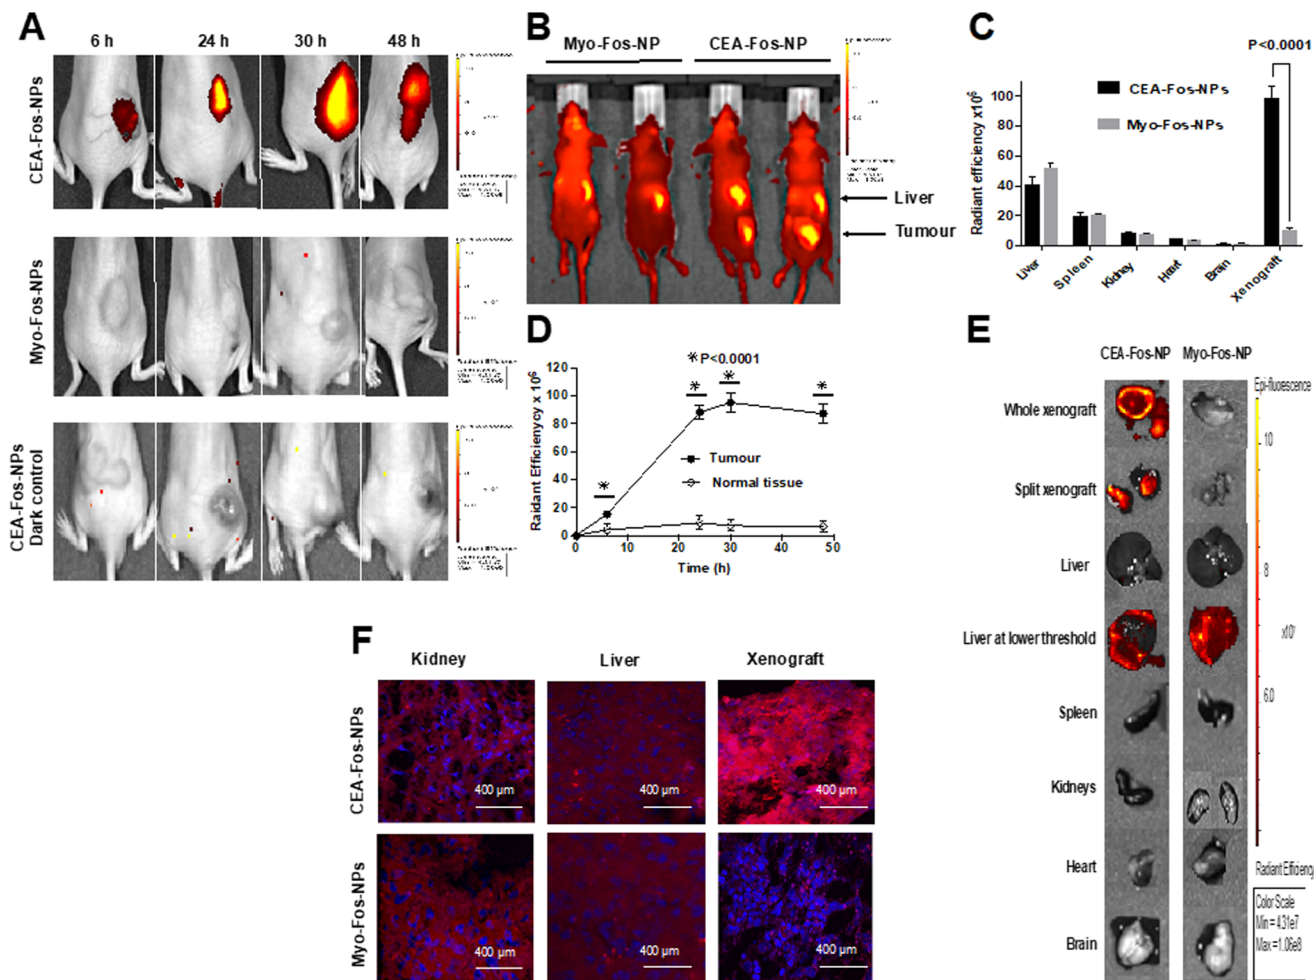 A
6 h
24 h
30 h
48 h
CEA-Fos-NPs
Myo-Fos-NPs
CEA-Fos-NPs
Dark control
B
Myo-Fos-NP
CEA-Fos-NP
Liver
Tumour
C
P<0.0001
CEA-Fos-NPs
Myo-Fos-NPs
Radiant efficiency x10⁶
100
80
60
40
20
0
Liver
Spleen
Kidney
Heart
Brain
Xenograft
D
* P<0.0001
*
*
*
Raidant Efficienycy x 10⁶
120
100
80
60
40
20
0
Tumour
Normal tissue
0
10
20
30
40
50
Time (h)
E
CEA-Fos-NP
Myo-Fos-NP
Epi-fluescence
Whole xenograft
Split xenograft
Liver
Liver at lower threshold
Spleen
Kidneys
Heart
Brain
10
8
6.0
Radiant Efficiency
Color Scale
Min = 4.31e7
Max =1.06e8
F
Kidney
Liver
Xenograft
CEA-Fos-NPs
400 µm
400 µm
400 µm
Myo-Fos-NPs
400 µm
400 µm
400 µm